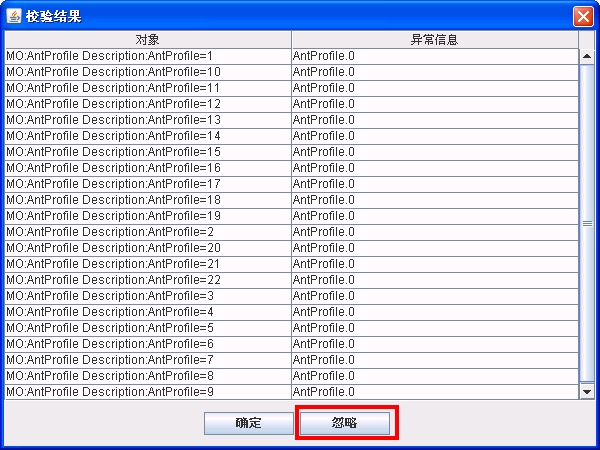 校验结果
对象 异常信息
MO:AntProfile Description:AntProfile=1 AntProfile.0
MO:AntProfile Description:AntProfile=10 AntProfile.0
MO:AntProfile Description:AntProfile=11 AntProfile.0
MO:AntProfile Description:AntProfile=12 AntProfile.0
MO:AntProfile Description:AntProfile=13 AntProfile.0
MO:AntProfile Description:AntProfile=14 AntProfile.0
MO:AntProfile Description:AntProfile=15 AntProfile.0
MO:AntProfile Description:AntProfile=16 AntProfile.0
MO:AntProfile Description:AntProfile=17 AntProfile.0
MO:AntProfile Description:AntProfile=18 AntProfile.0
MO:AntProfile Description:AntProfile=19 AntProfile.0
MO:AntProfile Description:AntProfile=2 AntProfile.0
MO:AntProfile Description:AntProfile=20 AntProfile.0
MO:AntProfile Description:AntProfile=21 AntProfile.0
MO:AntProfile Description:AntProfile=22 AntProfile.0
MO:AntProfile Description:AntProfile=3 AntProfile.0
MO:AntProfile Description:AntProfile=4 AntProfile.0
MO:AntProfile Description:AntProfile=5 AntProfile.0
MO:AntProfile Description:AntProfile=6 AntProfile.0
MO:AntProfile Description:AntProfile=7 AntProfile.0
MO:AntProfile Description:AntProfile=8 AntProfile.0
MO:AntProfile Description:AntProfile=9 AntProfile.0
确定 忽略